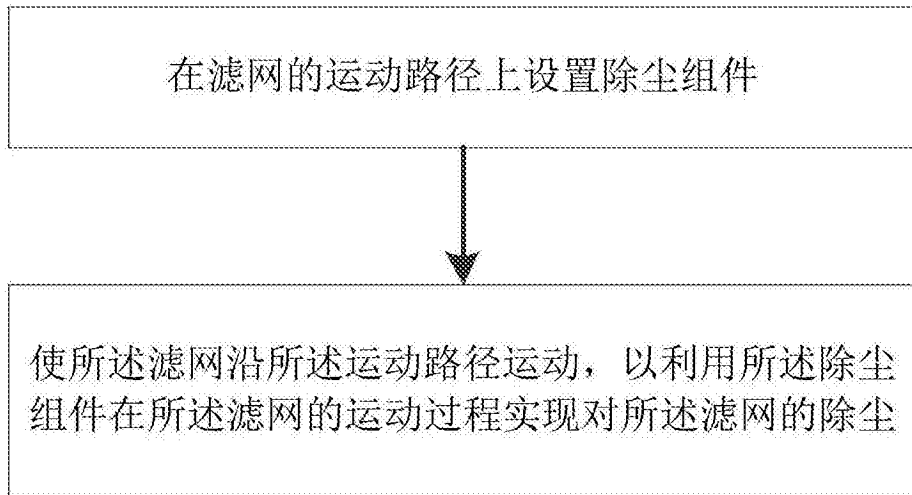 在滤网的运动路径上设置除尘组件
使所述滤网沿所述运动路径运动，以利用所述除尘
组件在所述滤网的运动过程实现对所述滤网的除尘